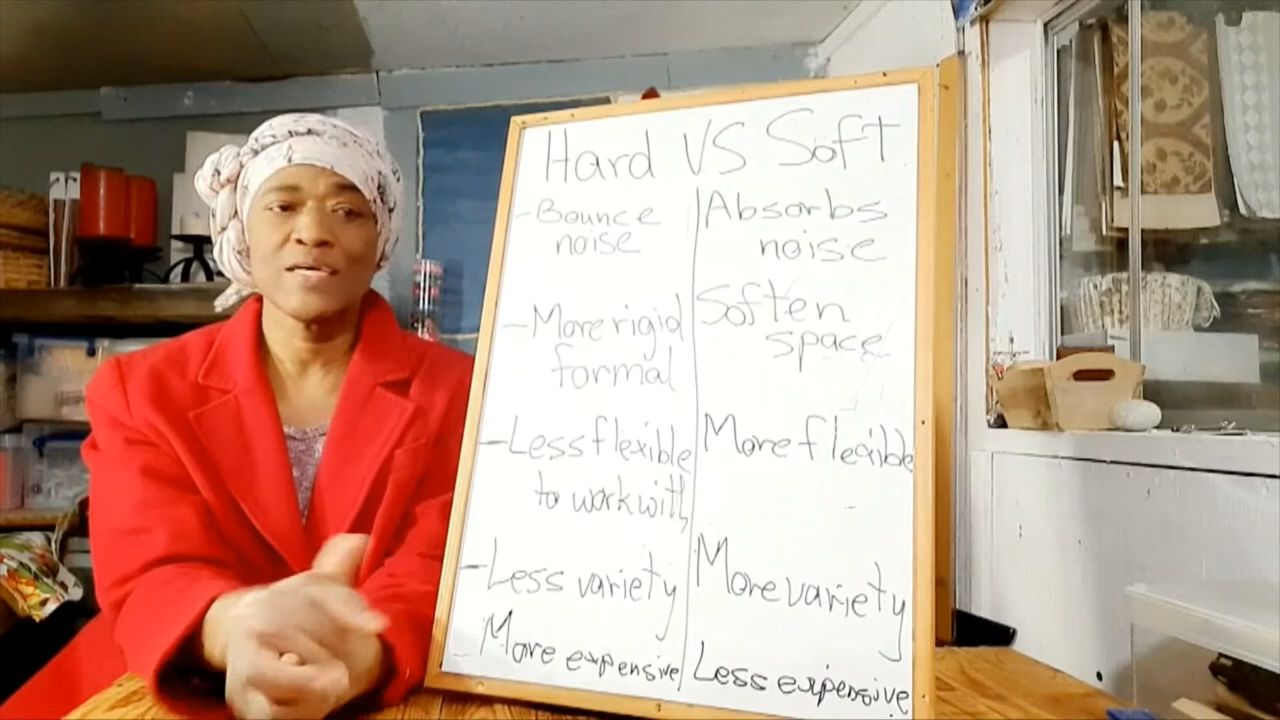 Hard VS Soft
- Bounce
noise
- More rigid
formal
- Less flexible
to work with
- Less variety
More expensive
Absorbs
noise
Soften
space
More flexible
More variety
Less expensive